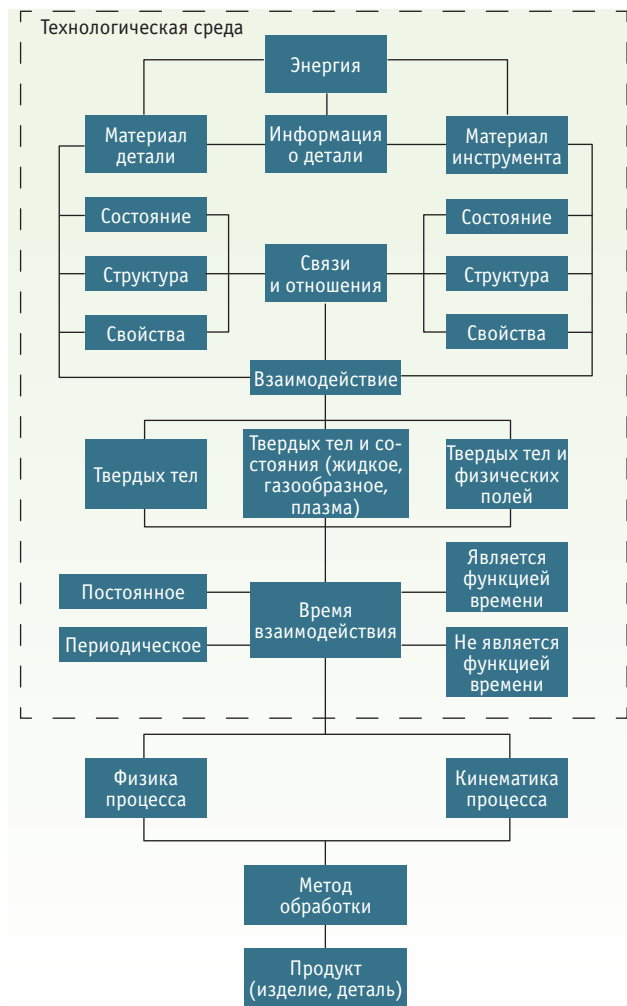 Технологическая среда
Энергия
Материал
детали
Информация
о детали
Материал
инструмента
Состояние
Структура
Свойства
Связи
и отношения
Состояние
Структура
Свойства
Взаимодействие
Твердых тел
Твердых тел и со-
стояния (жидкое,
газообразное,
плазма)
Твердых тел и
физических
полей
Постоянное
Периодическое
Время
взаимодействия
Является
функцией
времени
Не является
функцией
времени
Физика
процесса
Кинематика
процесса
Метод
обработки
Продукт
(изделие, деталь)